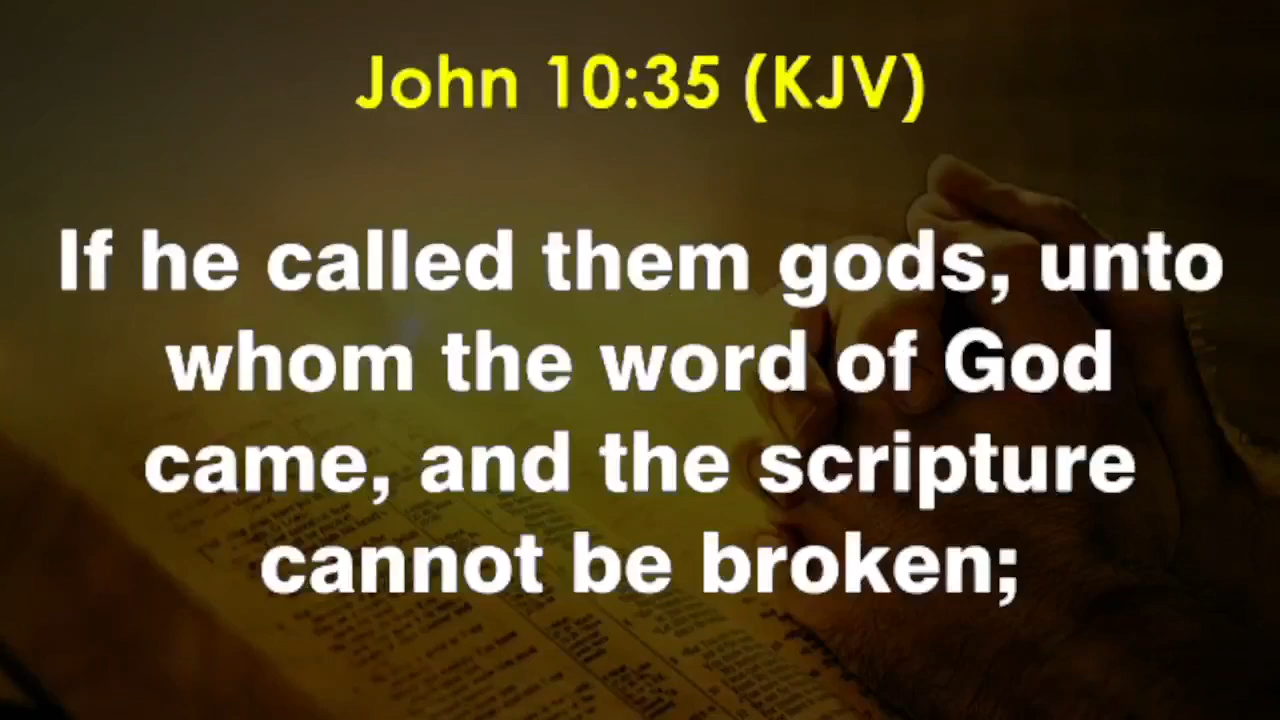 John 10:35 (KJV)
If he called them gods, unto
whom the word of God
came, and the scripture
cannot be broken;